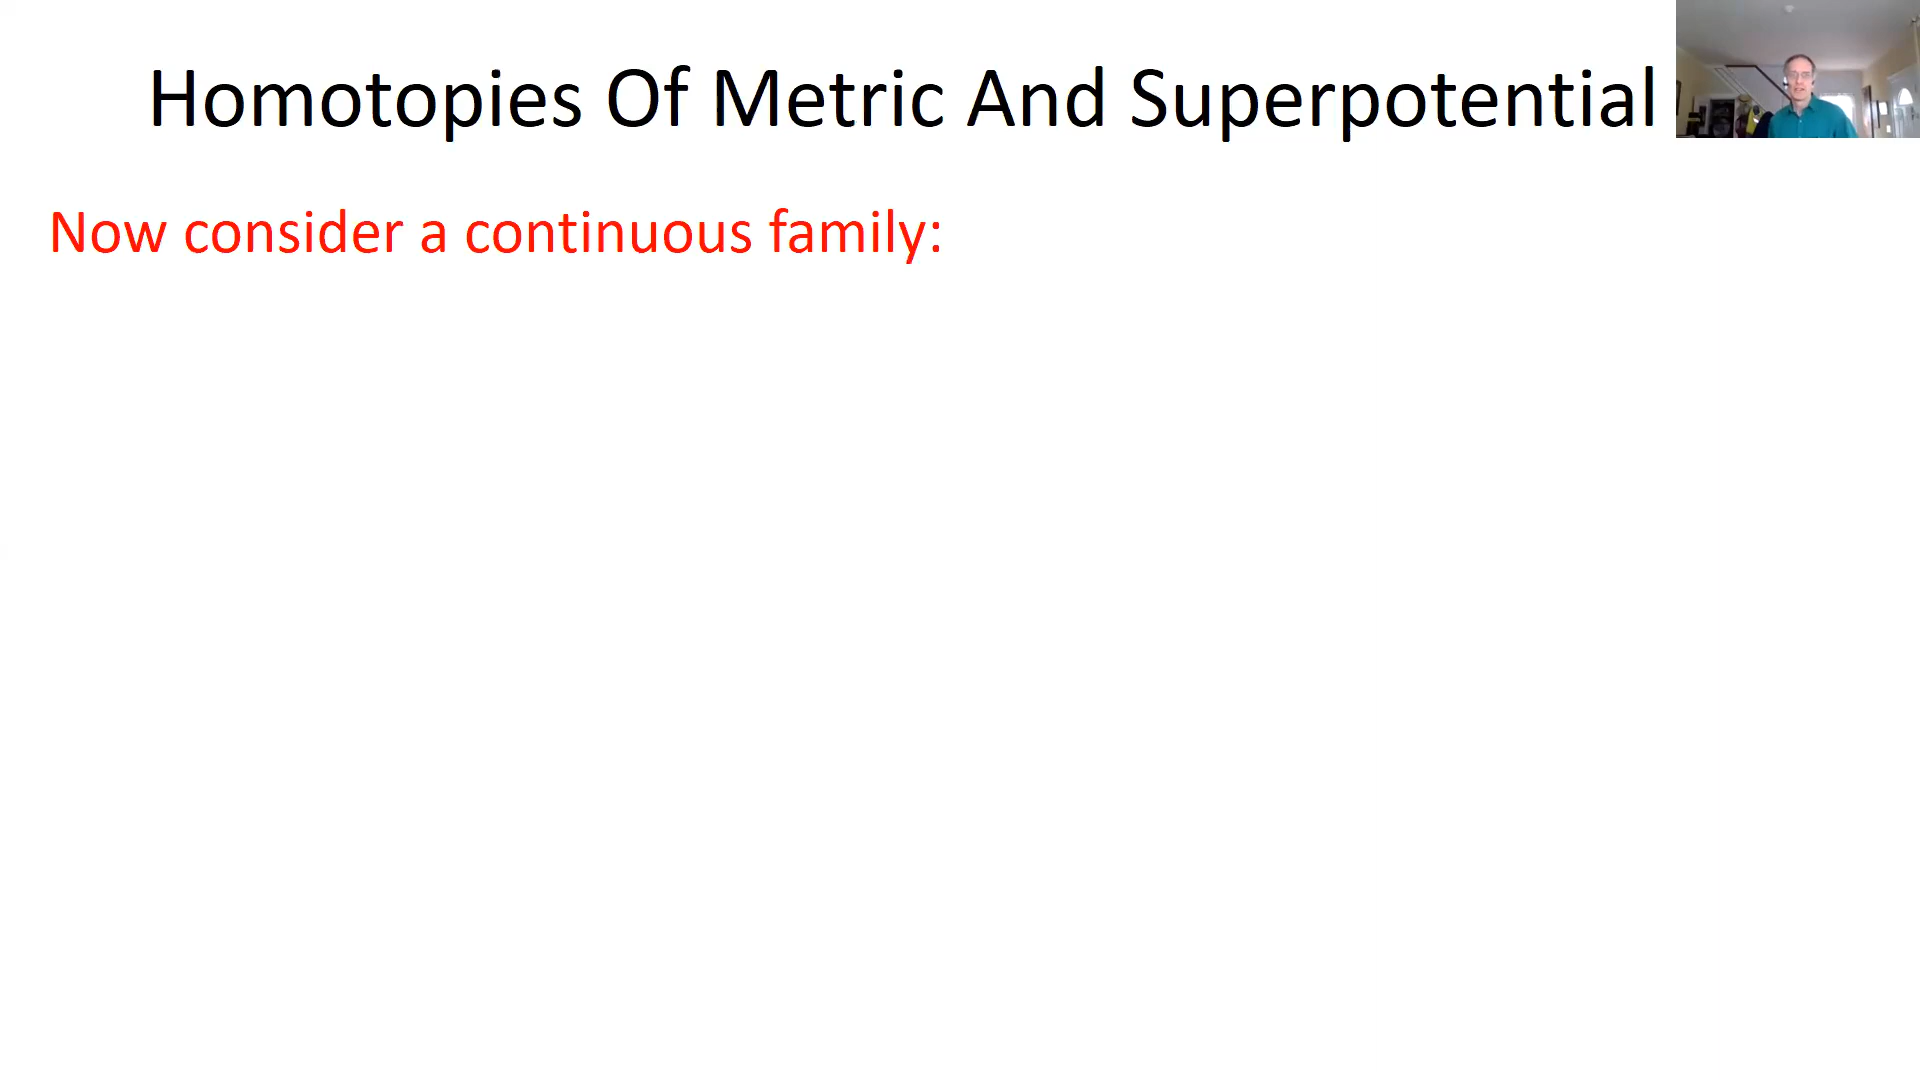 Homotopies Of Metric And Superpotential
Now consider a continuous family: